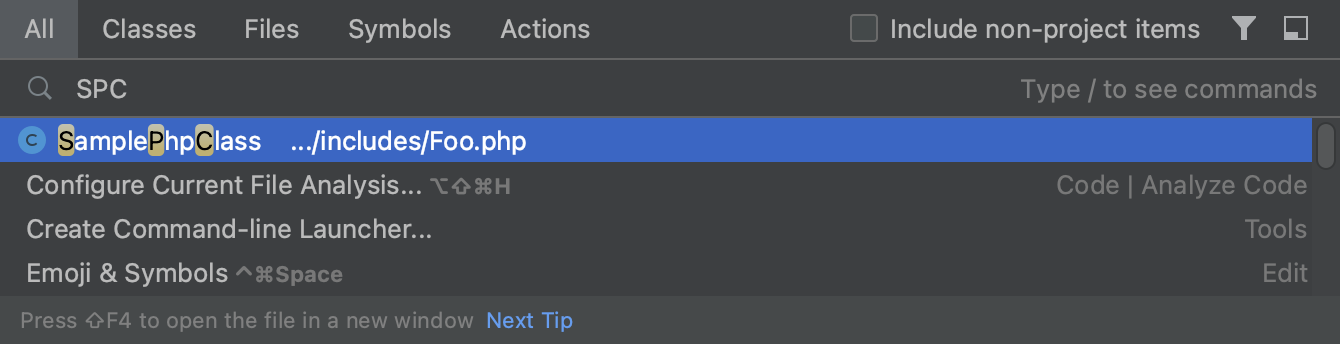 All Classes Files Symbols Actions Include non-project items
SPC Type / to see commands
C SamplePhpClass .../includes/Foo.php
Configure Current File Analysis... ⌥⇧⌘H Code | Analyze Code
Create Command-line Launcher... Tools
Emoji & Symbols ^⌘Space Edit
Press ⇧F4 to open the file in a new window Next Tip